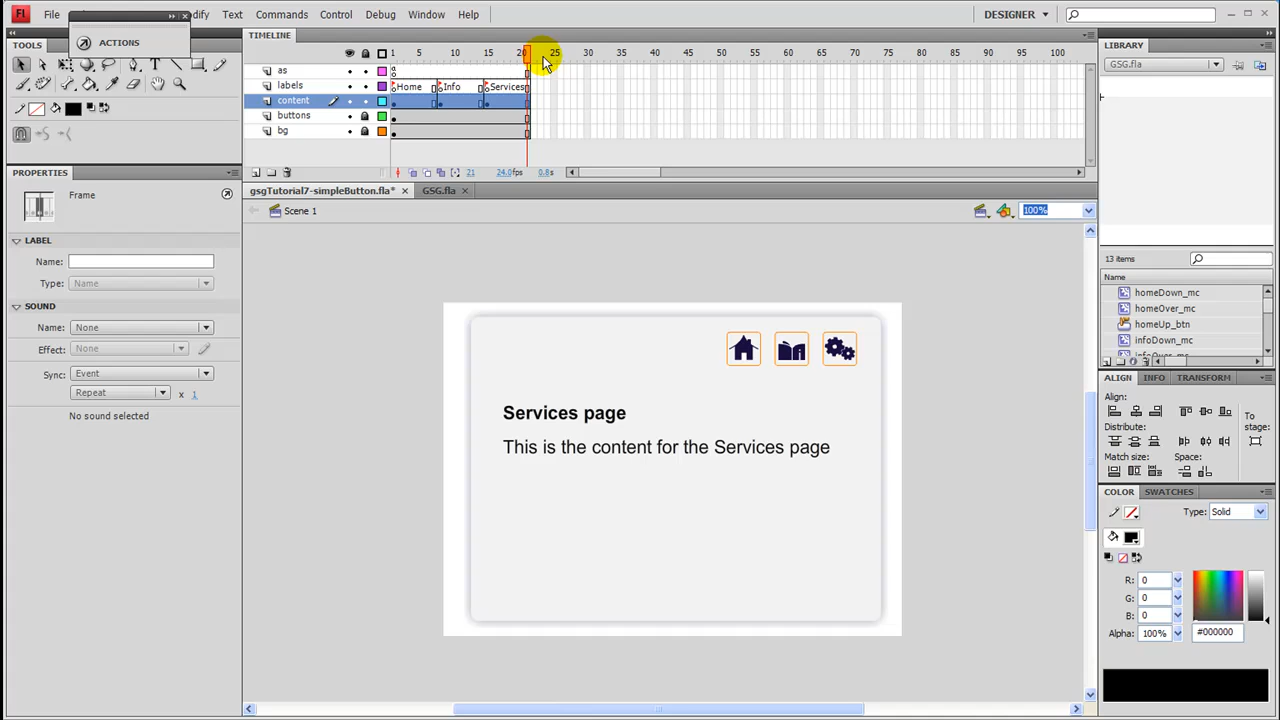 Fl File Modify Text Commands Control Debug Window Help DESIGNER
ACTIONS
TOOLS
TIMELINE
LIBRARY
5 10 15 20 25 30 35 40 45 50 55 60 65 70 75 80 85 90 95 100
GSG.fla
as
labels Home Info Services
content
buttons
bg
21 24.0fps 0.8s
PROPERTIES
gsgTutorial7-simpleButton.fla* × GSG.fla ×
Frame
Scene 1 100%
LABEL
Name:
Type: Name
SOUND
Name: None
Effect: None
Sync: Event
Repeat x 1
No sound selected
Services page
This is the content for the Services page
13 items
Name
homeDown_mc
homeOver_mc
homeUp_btn
infoDown_mc
infoOver_mc
ALIGN INFO TRANSFORM
Align:
To stage:
Distribute:
Match size: Space:
COLOR SWATCHES
Type: Solid
R: 0
G: 0
B: 0
Alpha: 100% #000000